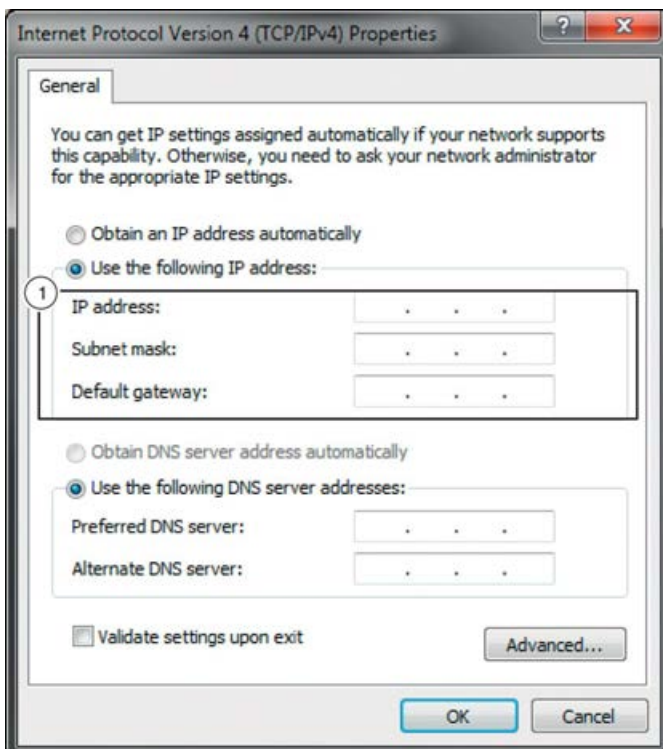 Internet Protocol Version 4 (TCP/IPv4) Properties
?
X
General
You can get IP settings assigned automatically if your network supports
this capability. Otherwise, you need to ask your network administrator
for the appropriate IP settings.
Obtain an IP address automatically
Use the following IP address:
1
IP address: . . .
Subnet mask: . . .
Default gateway: . . .
Obtain DNS server address automatically
Use the following DNS server addresses:
Preferred DNS server: . . .
Alternate DNS server: . . .
Validate settings upon exit
Advanced...
OK Cancel